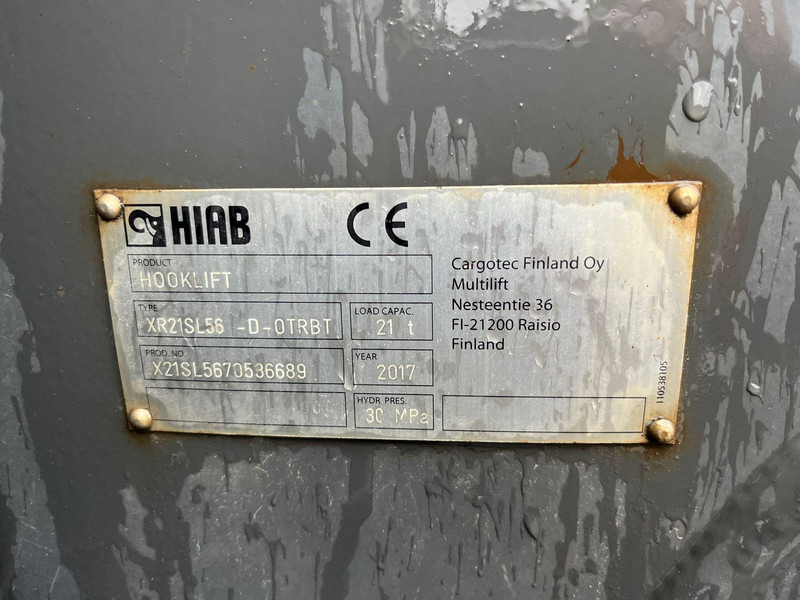 HIAB CE
PRODUCT
HOOKLIFT
TYPE
XR21SL56 -D-0TRBT
LOAD CAPAC.
21 t
PROD. NO.
X21SL5670536689
YEAR
2017
HYDR PRES.
30 MPa
Cargotec Finland Oy
Multilift
Nesteentie 36
FI-21200 Raisio
Finland
110538105